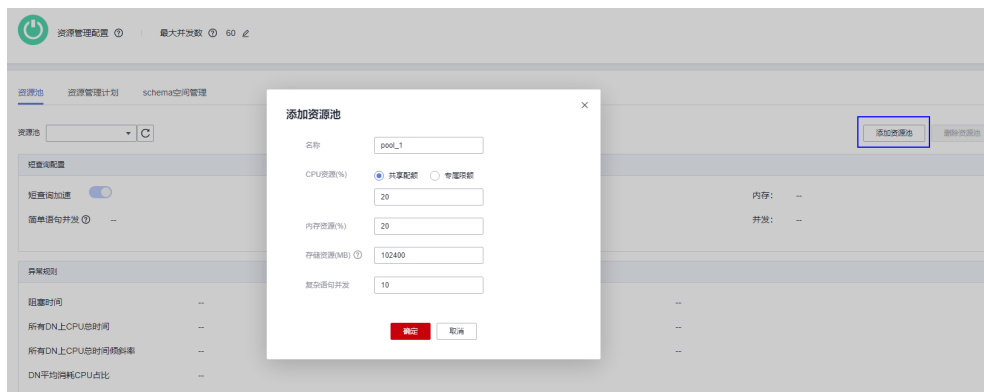 资源管理配置 最大并发数 60
资源池 资源管理计划 schema空间管理
资源池
添加资源池 删除资源池
短查询配置
短查询加速
内存： --
简单语句并发 --
并发： --
异常规则
阻塞时间 -- --
所有DN上CPU总时间 -- --
所有DN上CPU总时间倾斜率 -- --
DN平均消耗CPU占比 --
添加资源池
名称 pool_1
CPU资源(%) 共享配额 专属限额
20
内存资源(%) 20
存储资源(MB) 102400
复杂语句并发 10
确定 取消